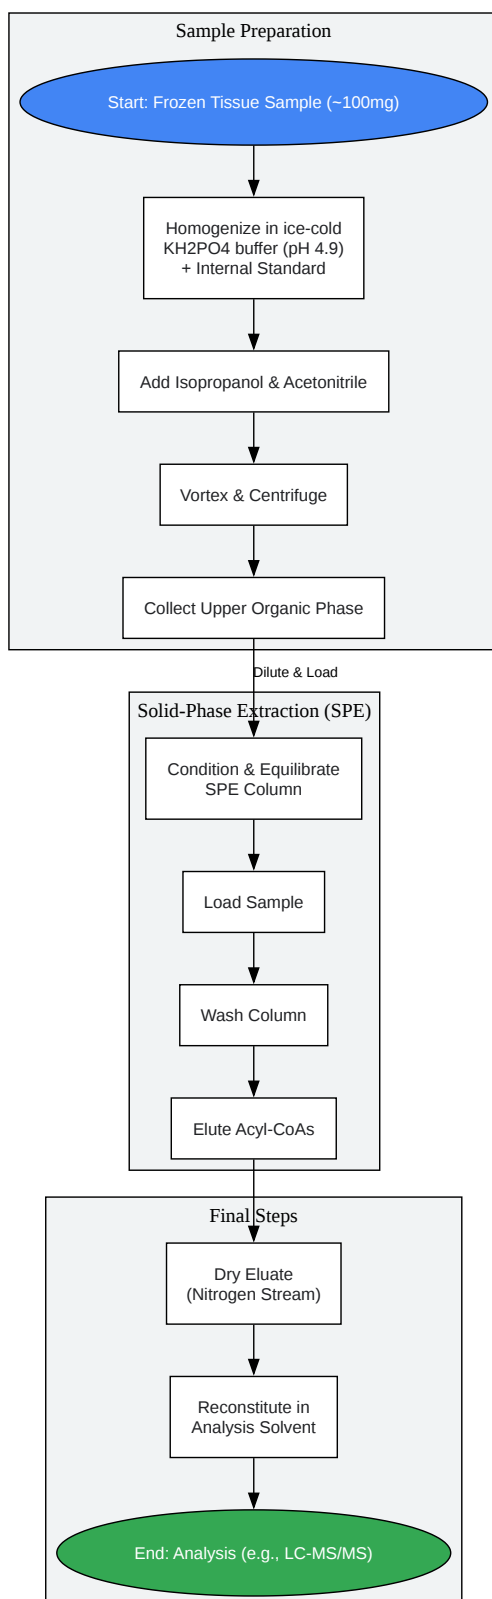 Sample Preparation
Start: Frozen Tissue Sample (~100mg)
Homogenize in ice-cold
KH2PO4 buffer (pH 4.9)
+ Internal Standard
Add Isopropanol & Acetonitrile
Vortex & Centrifuge
Collect Upper Organic Phase
Dilute & Load
Solid-Phase Extraction (SPE)
Condition & Equilibrate
SPE Column
Load Sample
Wash Column
Elute Acyl-CoAs
Final Steps
Dry Eluate
(Nitrogen Stream)
Reconstitute in
Analysis Solvent
End: Analysis (e.g., LC-MS/MS)